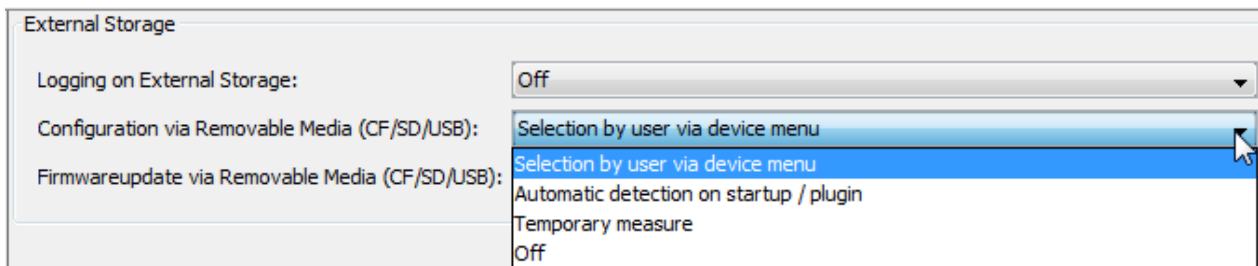 External Storage
Logging on External Storage: Off
Configuration via Removable Media (CF/SD/USB): Selection by user via device menu
Selection by user via device menu
Firmwareupdate via Removable Media (CF/SD/USB):
Automatic detection on startup / plugin
Temporary measure
Off